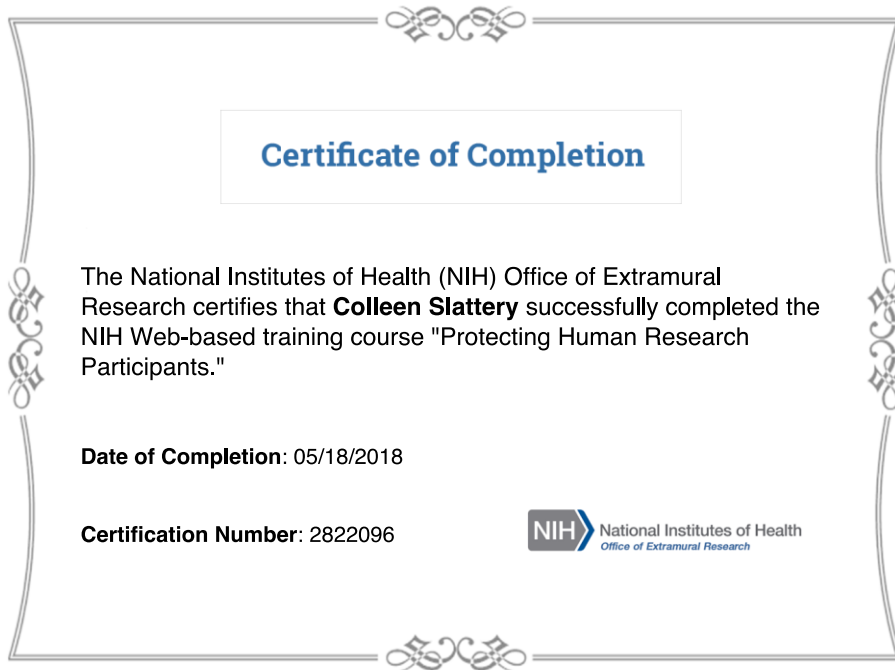 Certificate of Completion
The National Institutes of Health (NIH) Office of Extramural
Research certifies that Colleen Slattery successfully completed the
NIH Web-based training course "Protecting Human Research
Participants."
Date of Completion: 05/18/2018
Certification Number: 2822096
NIH National Institutes of Health
Office of Extramural Research